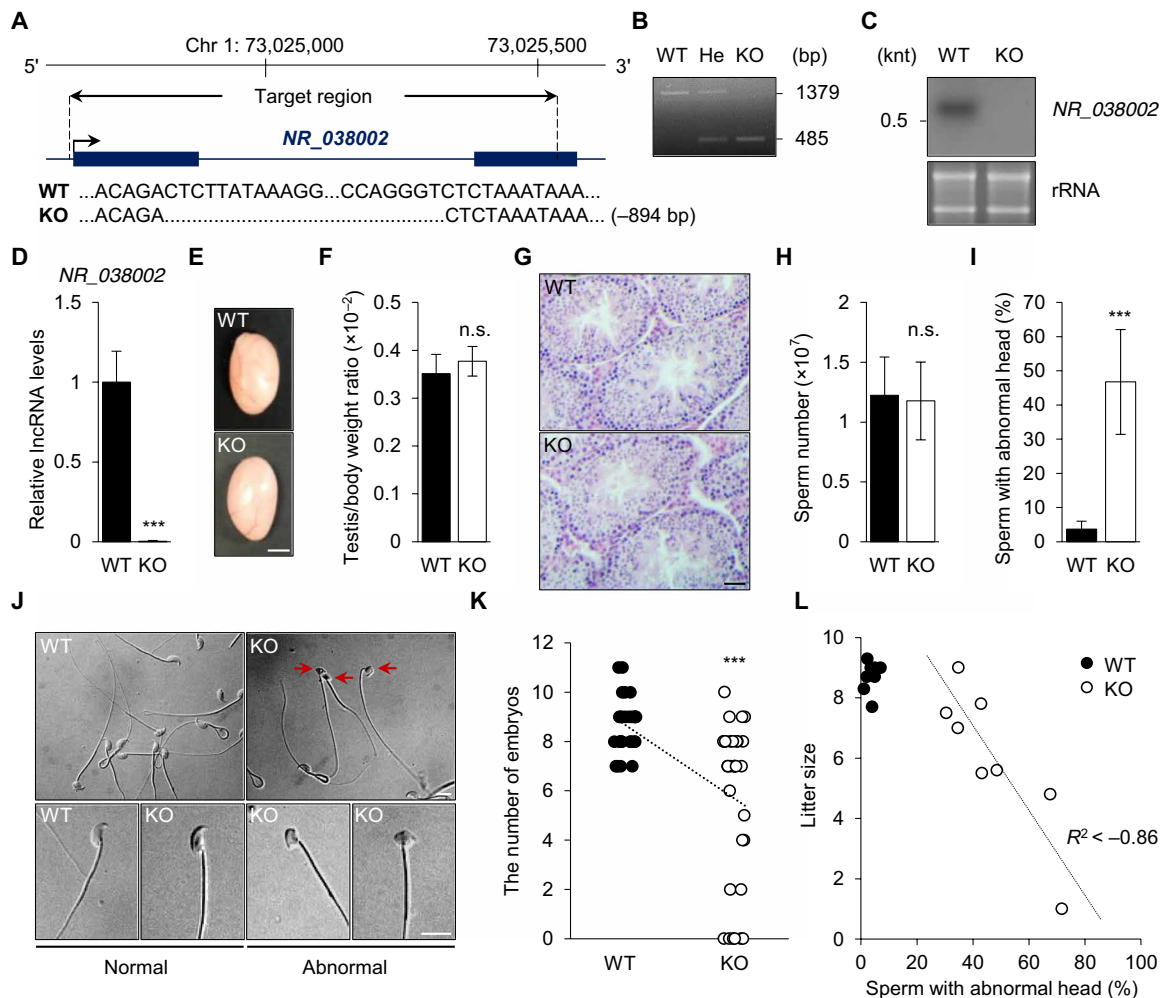 A
Chr 1: 73,025,000
73,025,500
5'
3'
Target region
NR_038002
WT ...ACAGACTCTTATAAAGG...CCAGGGTCTCTAAATAAA...
KO ...ACAGA...............................................CTCTAAATAAA... (–894 bp)
B
WT He KO (bp)
1379
485
C
(knt) WT KO
0.5
NR_038002
rRNA
D
NR_038002
Relative lncRNA levels
1.5
1
0.5
0
***
WT KO
E
WT
KO
F
Testis/body weight ratio (×10–2)
0.5
0.4
0.3
0.2
0.1
0
n.s.
WT KO
G
WT
KO
H
Sperm number (×10⁷)
2
1.5
1
0.5
0
n.s.
WT KO
I
Sperm with abnormal head (%)
70
60
50
40
30
20
10
0
***
WT KO
J
WT
KO
WT
KO
KO
KO
Normal
Abnormal
K
The number of embryos
12
10
8
6
4
2
0
***
WT
KO
L
Litter size
10
8
6
4
2
0
WT
KO
R² < –0.86
0 20 40 60 80 100
Sperm with abnormal head (%)